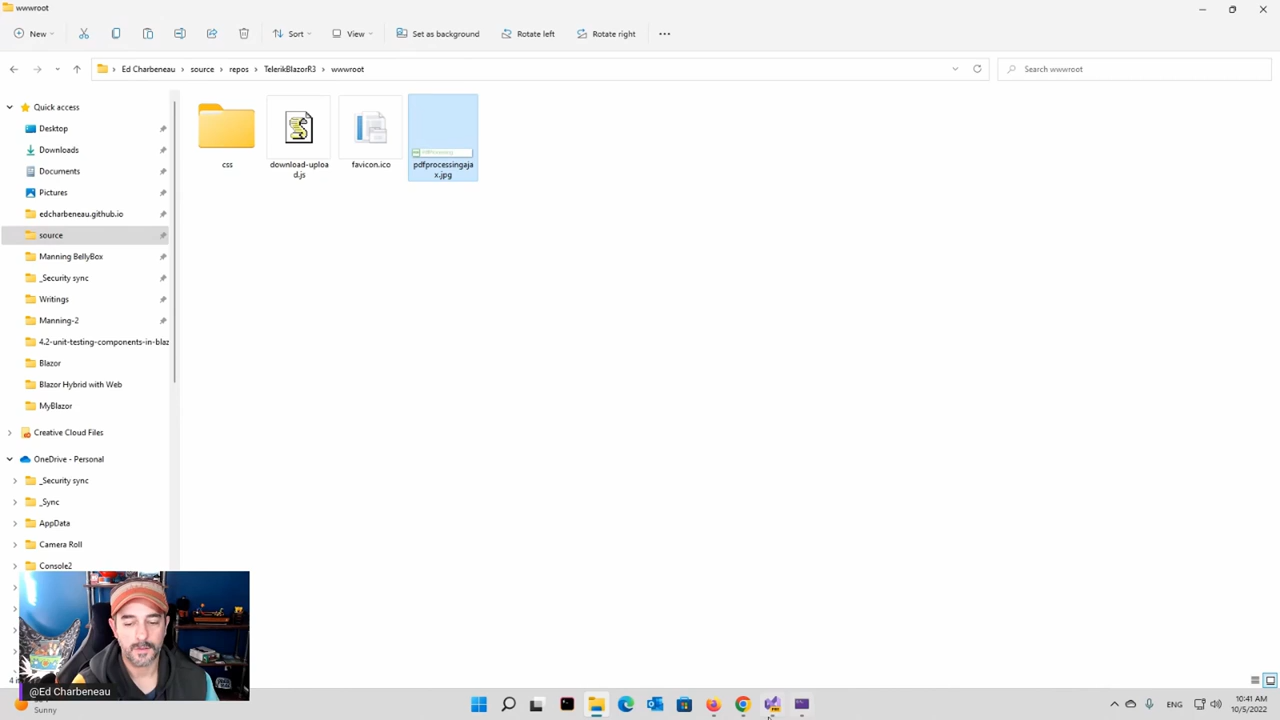 wwwroot
New
Sort
View
Set as background
Rotate left
Rotate right
Ed Charbeneau > source > repos > TelerikBlazorR3 > wwwroot
Search wwwroot
Quick access
Desktop
Downloads
Documents
Pictures
edcharbeneau.github.io
source
Manning BellyBox
_Security sync
Writings
Manning-2
4.2-unit-testing-components-in-blaz
Blazor
Blazor Hybrid with Web
MyBlazor
Creative Cloud Files
OneDrive - Personal
_Security sync
_Sync
AppData
Camera Roll
Console2
css
download-uploa
d.js
favicon.ico
pdfprocessingaja
x.jpg
@Ed Charbeneau
Sunny
10:41 AM
10/5/2022